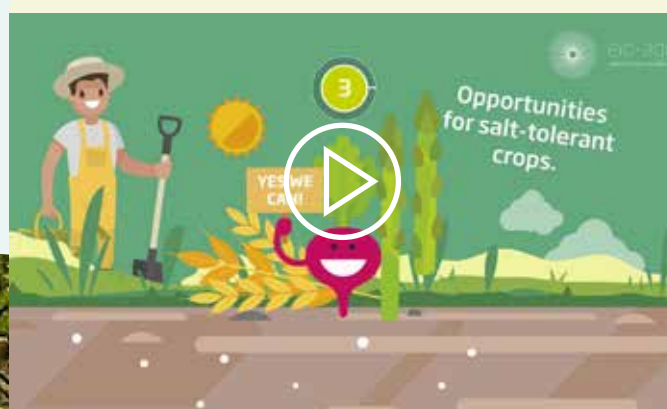 3
Opportunities
for salt-tolerant
crops.
YES WE
CAN!